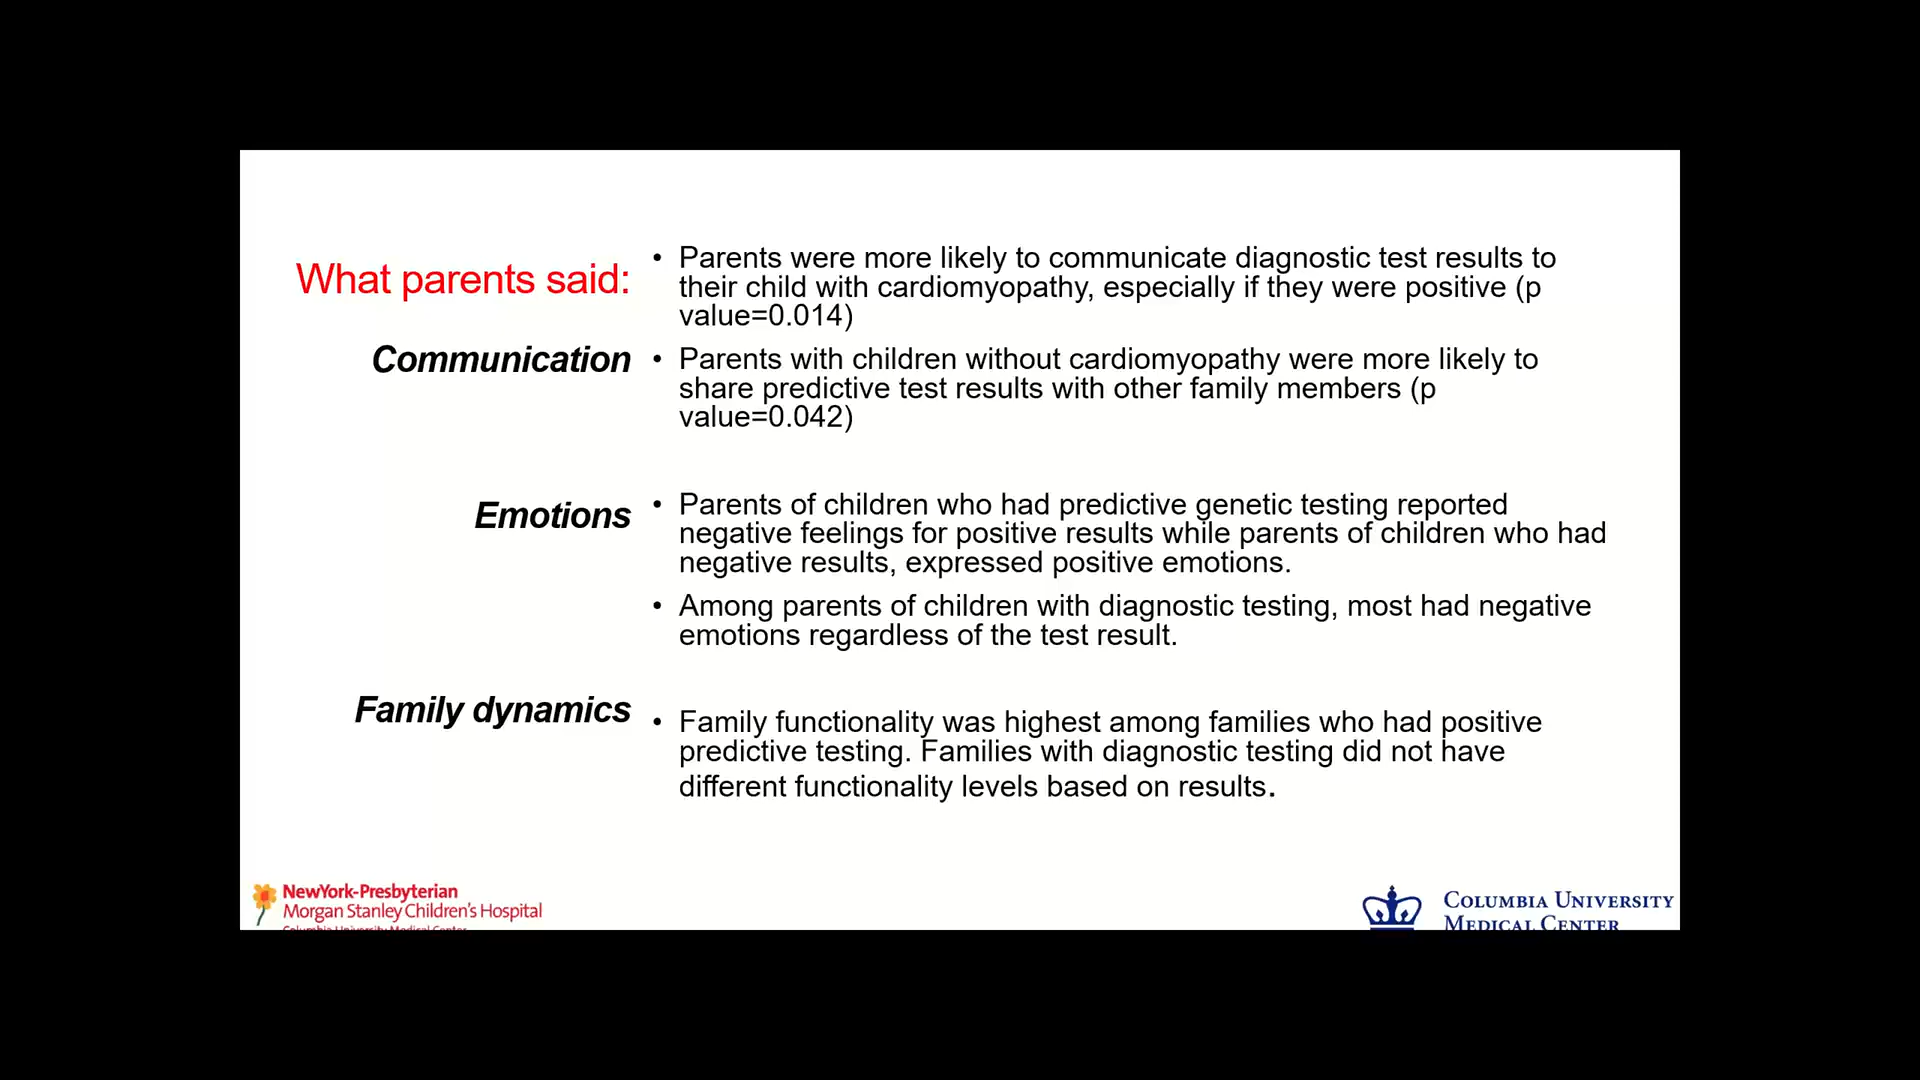 What parents said:
• Parents were more likely to communicate diagnostic test results to
their child with cardiomyopathy, especially if they were positive (p
value=0.014)
Communication
• Parents with children without cardiomyopathy were more likely to
share predictive test results with other family members (p
value=0.042)
Emotions
• Parents of children who had predictive genetic testing reported
negative feelings for positive results while parents of children who had
negative results, expressed positive emotions.
• Among parents of children with diagnostic testing, most had negative
emotions regardless of the test result.
Family dynamics
• Family functionality was highest among families who had positive
predictive testing. Families with diagnostic testing did not have
different functionality levels based on results.
NewYork-Presbyterian
Morgan Stanley Children's Hospital
Columbia University Medical Center
COLUMBIA UNIVERSITY
MEDICAL CENTER